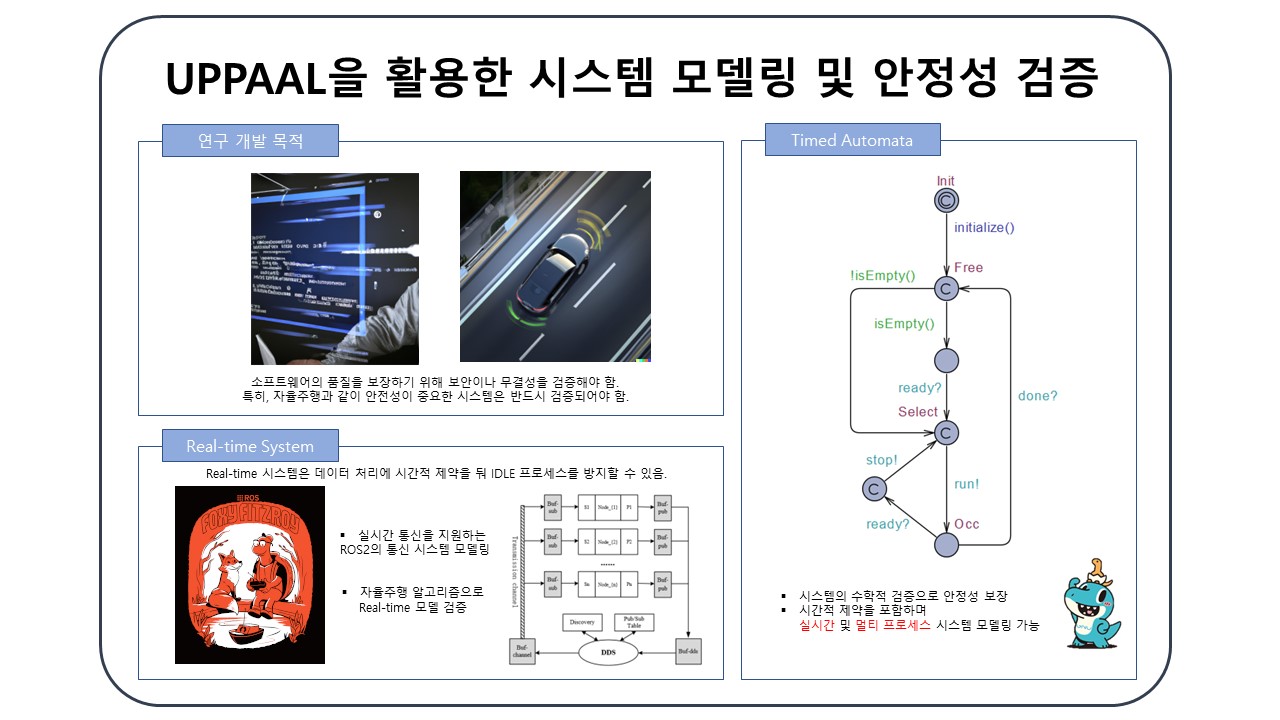 UPPAAL을 활용한 시스템 모델링 및 안정성 검증
연구 개발 목적
소프트웨어의 품질을 보장하기 위해 보안이나 무결성을 검증해야 함.
특히, 자율주행과 같이 안전성이 중요한 시스템은 반드시 검증되어야 함.
Real-time System
Real-time 시스템은 데이터 처리에 시간적 제약을 둬 IDLE 프로세스를 방지할 수 있음.
ROS
FOXY FITZROY
▪ 실시간 통신을 지원하는
ROS2의 통신 시스템 모델링
▪ 자율주행 알고리즘으로
Real-time 모델 검증
Transmission channel
Buf-sub
S1
Node_{1}
P1
Buf-pub
Buf-sub
S2
Node_{2}
P2
Buf-pub
......
Buf-sub
Sn
Node_{n}
Pn
Buf-pub
Discovery
Pub/Sub Table
Buf-channel
DDS
Buf-dds
Timed Automata
Init
C
initialize()
Free
!isEmpty()
C
isEmpty()
ready?
done?
Select
C
stop!
C
run!
ready?
Occ
▪ 시스템의 수학적 검증으로 안정성 보장
▪ 시간적 제약을 포함하며
실시간 및 멀티 프로세스 시스템 모델링 가능